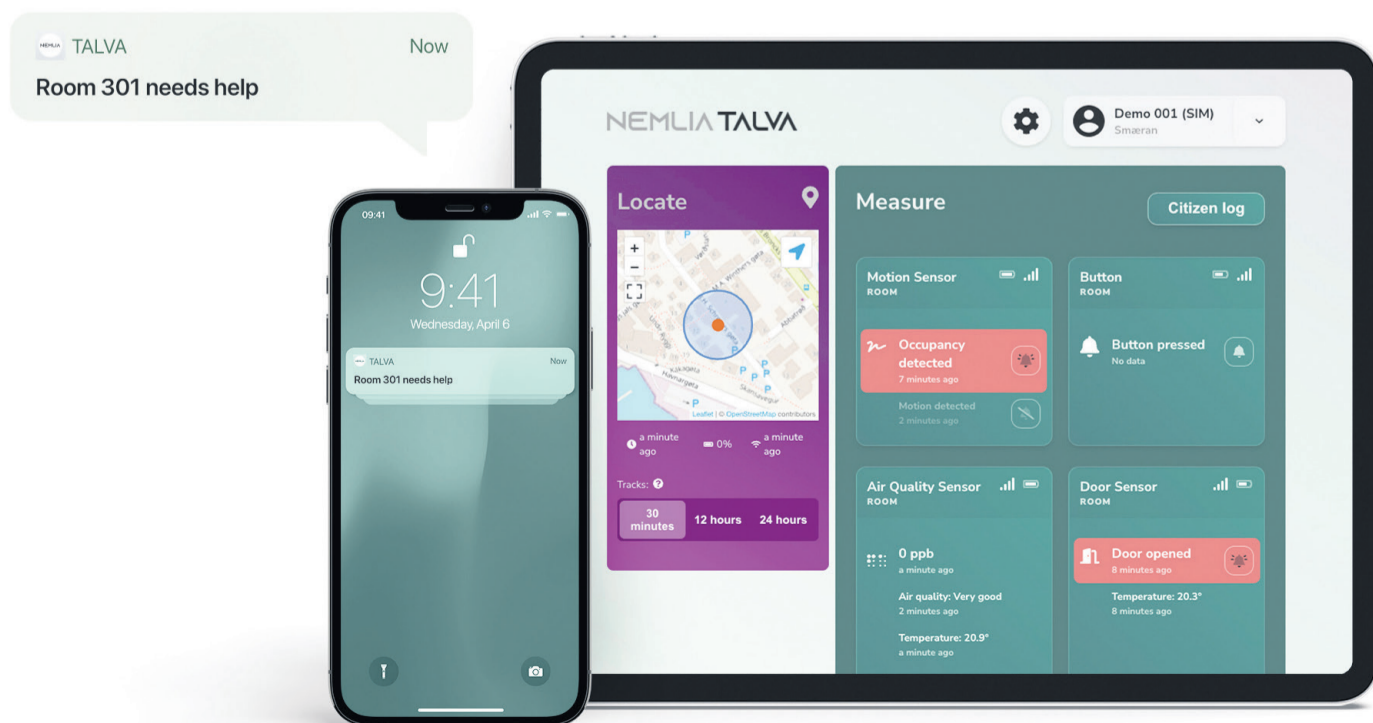 NEMLIA
TALVA
Now
Room 301 needs help
09:41
9:41
Wednesday, April 6
TALVA
Now
Room 301 needs help
NEMLIA TALVA
Demo 001 (SIM)
Smæran
Locate
+
−
M. A. Winthers gøta
Havnargøta
Skansavegur
P
P
P
P
P
P
P
Leaflet | © OpenStreetMap contributors
a minute
ago
0%
a minute
ago
Tracks: ?
30
minutes
12 hours
24 hours
Measure
Citizen log
Motion Sensor
ROOM
Occupancy
detected
7 minutes ago
Motion detected
2 minutes ago
Button
ROOM
Button pressed
No data
Air Quality Sensor
ROOM
0 ppb
a minute ago
Air quality: Very good
2 minutes ago
Temperature: 20.9°
a minute ago
Door Sensor
ROOM
Door opened
8 minutes ago
Temperature: 20.3°
8 minutes ago